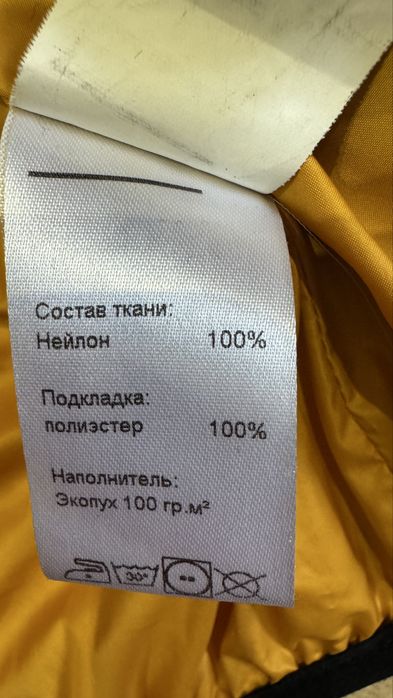 Состав ткани:
Нейлон 100%
Подкладка:
полиэстер 100%
Наполнитель:
Экопух 100 гр.м²
30°